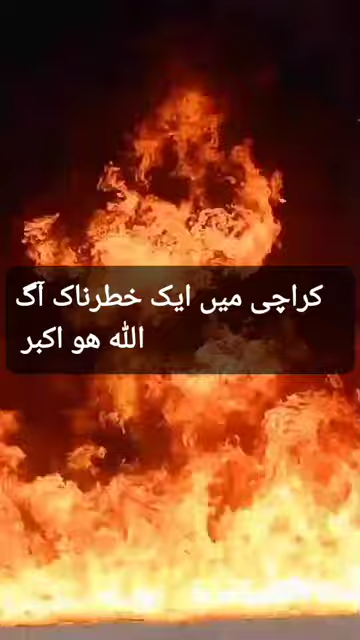 کراچی میں ایک خطرناک آگ
اللہ ھو اکبر